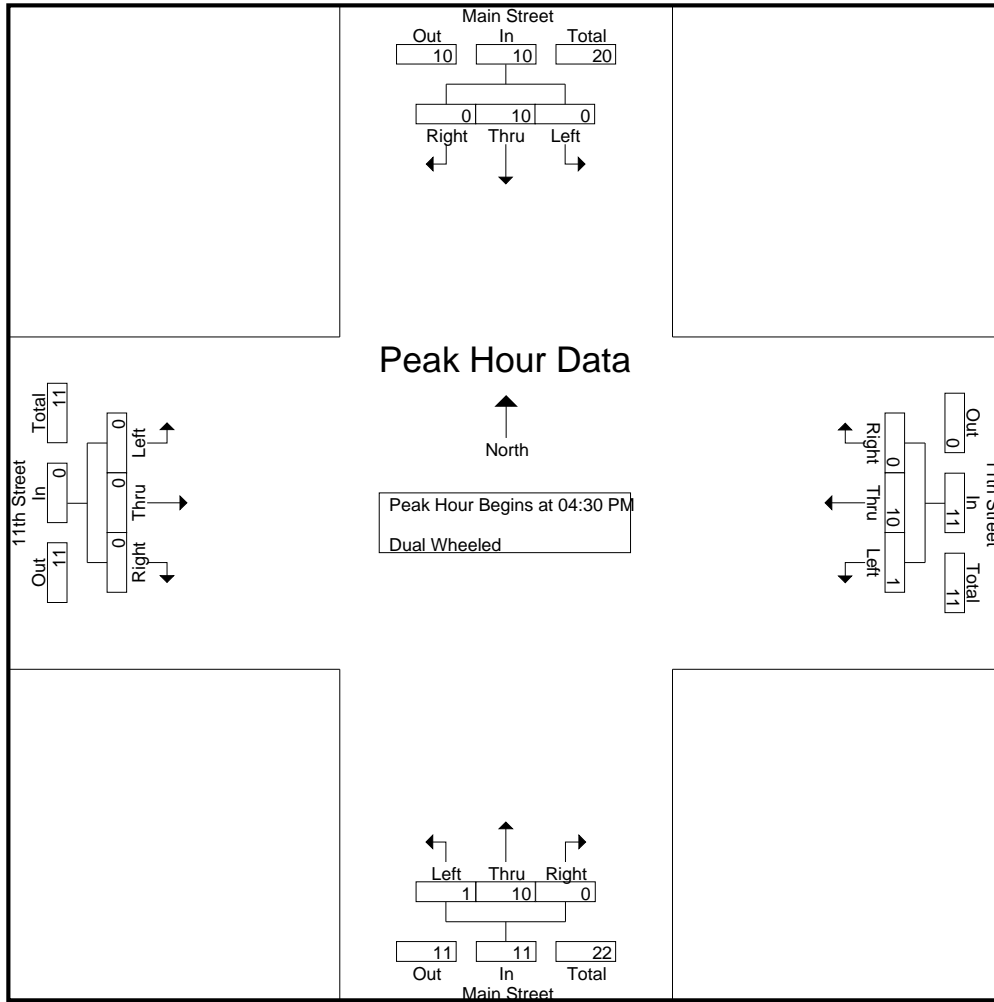 Main Street
Out In Total
10 10 20
0 10 0
Right Thru Left
Peak Hour Data
North
Peak Hour Begins at 04:30 PM
Dual Wheeled
11th Street
Total In Out
11 0 11
0 0 0
Left Thru Right
11th Street
Out In Total
0 11 11
0 10 1
Right Thru Left
Left Thru Right
1 10 0
11 11 22
Out In Total
Main Street